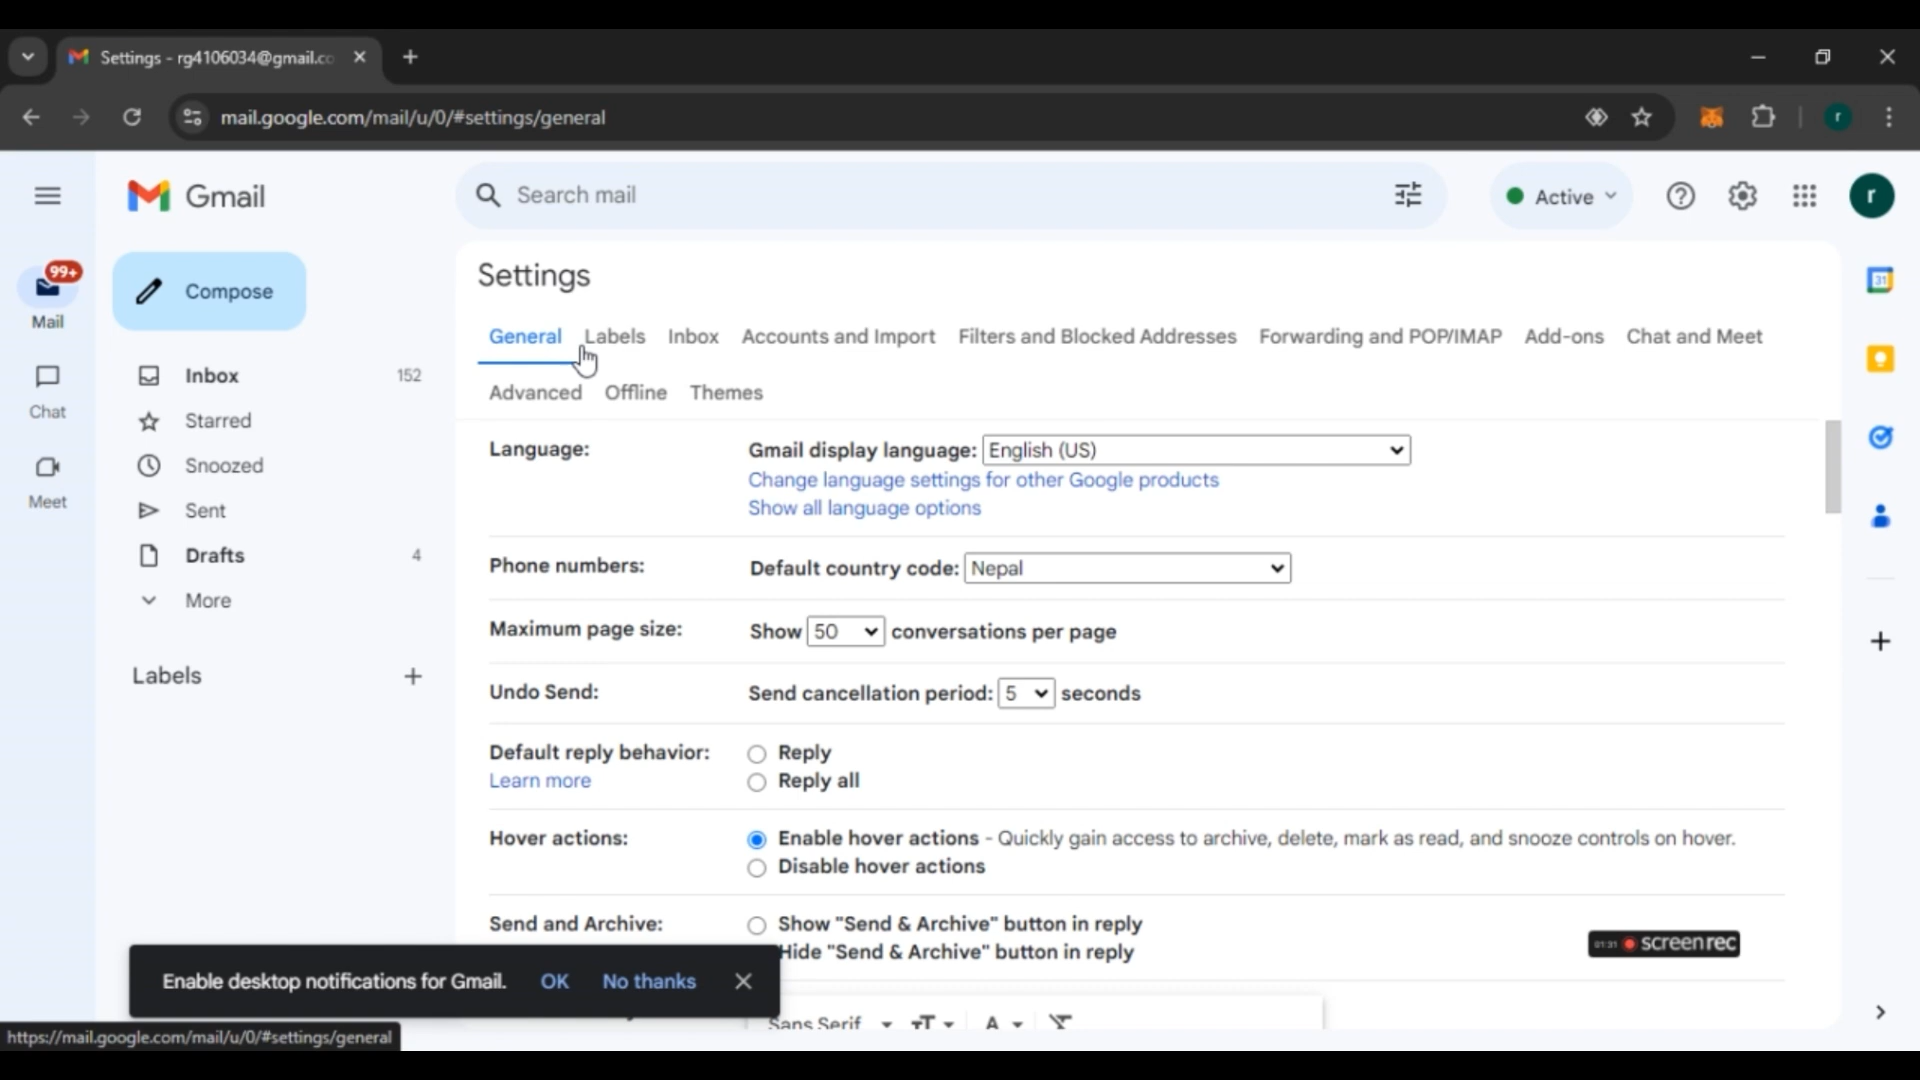 Settings - rg4106034@gmail.co
mail.google.com/mail/u/0/#settings/general
r
99+
Mail
Chat
Meet
Gmail
Search mail
Active
r
Compose
Inbox 152
Starred
Snoozed
Sent
Drafts 4
More
Labels
Settings
General Labels Inbox Accounts and Import Filters and Blocked Addresses Forwarding and POP/IMAP Add-ons Chat and Meet
Advanced Offline Themes
Language: Gmail display language: English (US)
Change language settings for other Google products
Show all language options
Phone numbers: Default country code: Nepal
Maximum page size: Show 50 conversations per page
Undo Send: Send cancellation period: 5 seconds
Default reply behavior: Reply
Learn more Reply all
Hover actions: Enable hover actions - Quickly gain access to archive, delete, mark as read, and snooze controls on hover.
Disable hover actions
Send and Archive: Show "Send & Archive" button in reply
Hide "Send & Archive" button in reply
Sans Serif
Enable desktop notifications for Gmail. OK No thanks
https://mail.google.com/mail/u/0/#settings/general
31
01:31 screenrec